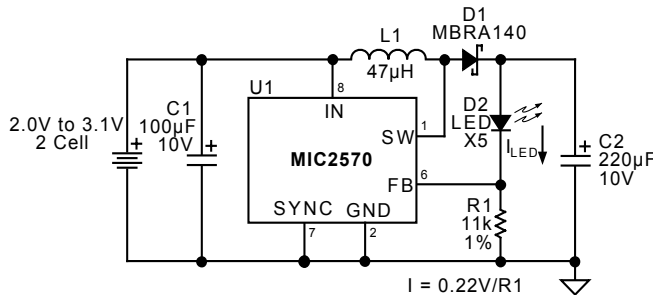 D1
MBRA140
L1
47µH
U1
8
IN
2.0V to 3.1V
2 Cell
+
C1
100µF
10V
+
SW
1
MIC2570
D2
LED
X5
ILED
C2
220µF
10V
+
FB
6
SYNC
GND
7
2
R1
11k
1%
I = 0.22V/R1